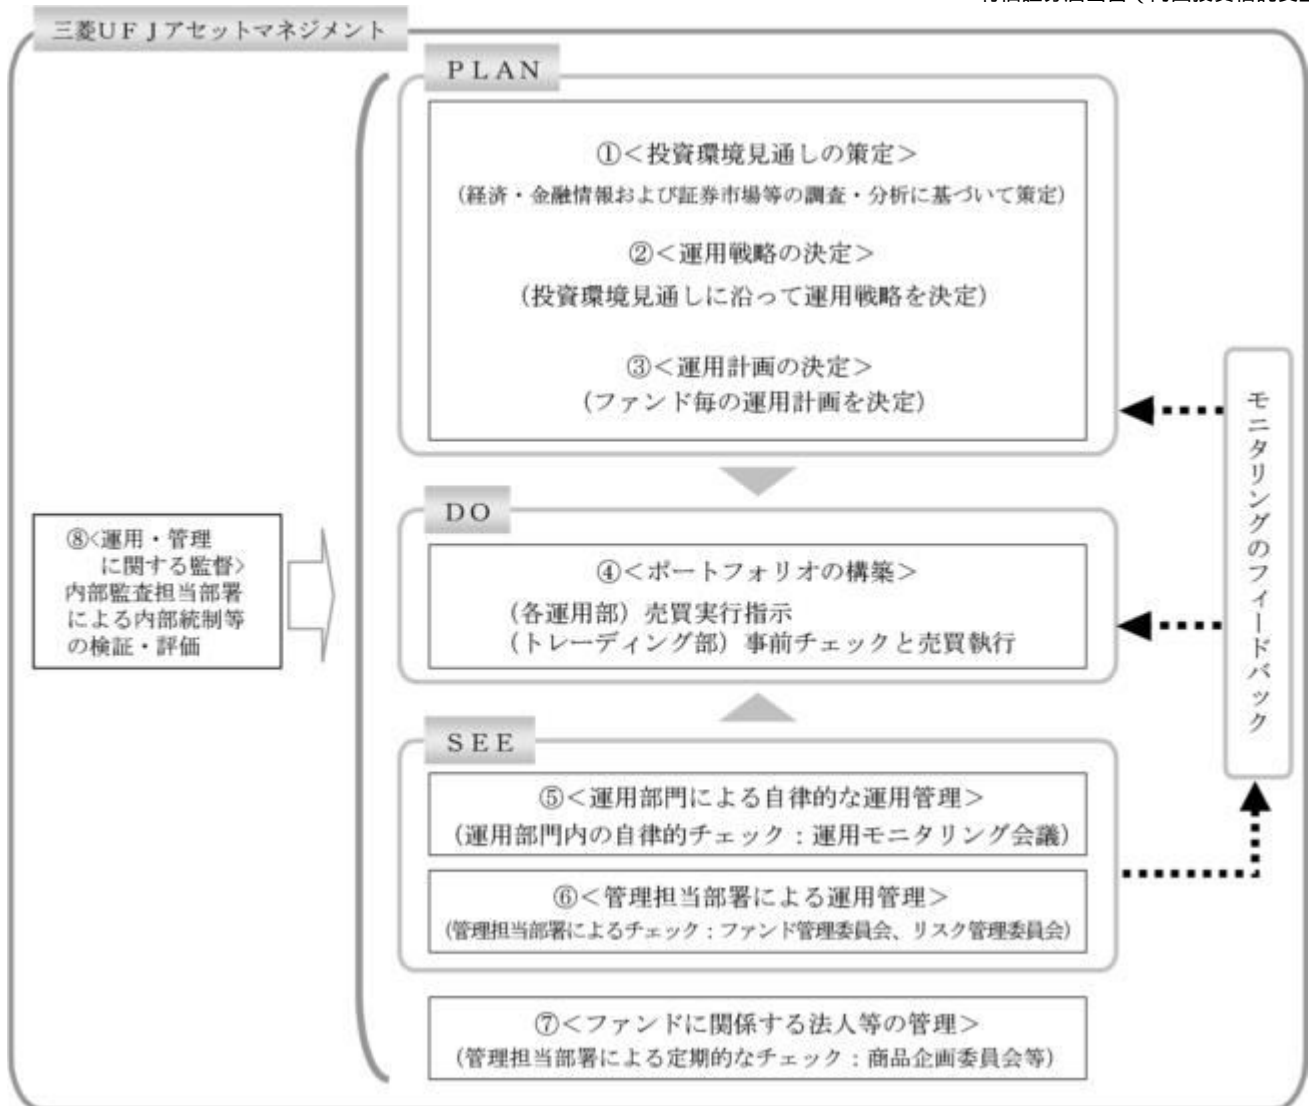 三菱ＵＦＪアセットマネジメント
ＰＬＡＮ
①＜投資環境見通しの策定＞
（経済・金融情報および証券市場等の調査・分析に基づいて策定）
②＜運用戦略の決定＞
（投資環境見通しに沿って運用戦略を決定）
③＜運用計画の決定＞
（ファンド毎の運用計画を決定）
ＤＯ
④＜ポートフォリオの構築＞
（各運用部）売買実行指示
（トレーディング部）事前チェックと売買執行
ＳＥＥ
⑤＜運用部門による自律的な運用管理＞
（運用部門内の自律的チェック：運用モニタリング会議）
⑥＜管理担当部署による運用管理＞
（管理担当部署によるチェック：ファンド管理委員会、リスク管理委員会）
⑦＜ファンドに関係する法人等の管理＞
（管理担当部署による定期的なチェック：商品企画委員会等）
⑧<運用・管理
に関する監督>
内部監査担当部署
による内部統制等
の検証・評価
モニタリングのフィードバック